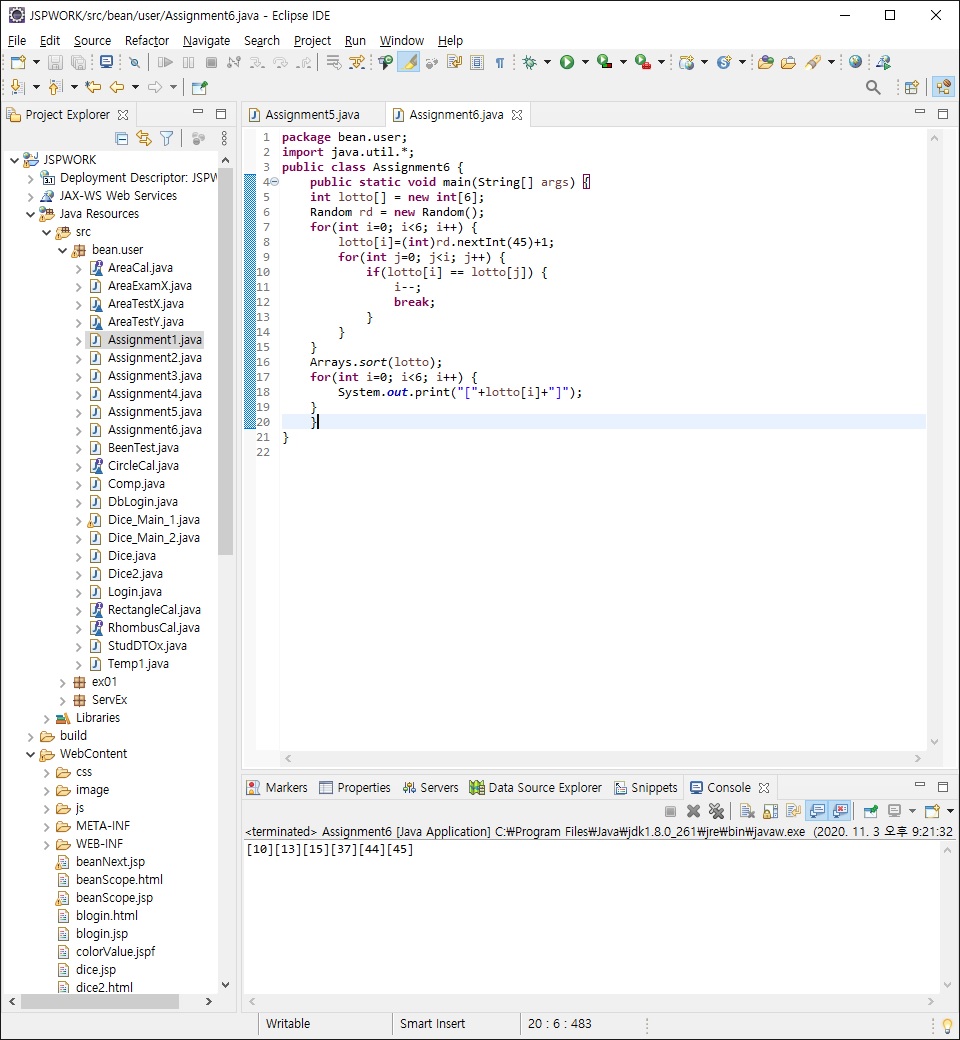 JSPWORK/src/bean/user/Assignment6.java - Eclipse IDE
File Edit Source Refactor Navigate Search Project Run Window Help
Project Explorer
JSPWORK
Deployment Descriptor: JSPW
JAX-WS Web Services
Java Resources
src
bean.user
AreaCal.java
AreaExamX.java
AreaTestX.java
AreaTestY.java
Assignment1.java
Assignment2.java
Assignment3.java
Assignment4.java
Assignment5.java
Assignment6.java
BeenTest.java
CircleCal.java
Comp.java
DbLogin.java
Dice_Main_1.java
Dice_Main_2.java
Dice.java
Dice2.java
Login.java
RectangleCal.java
RhombusCal.java
StudDTOx.java
Temp1.java
ex01
ServEx
Libraries
build
WebContent
css
image
js
META-INF
WEB-INF
beanNext.jsp
beanScope.html
beanScope.jsp
blogin.html
blogin.jsp
colorValue.jspf
dice.jsp
dice2.html
Assignment5.java Assignment6.java
1 package bean.user;
2 import java.util.*;
3 public class Assignment6 {
4 public static void main(String[] args) {
5 int lotto[] = new int[6];
6 Random rd = new Random();
7 for(int i=0; i<6; i++) {
8 lotto[i]=(int)rd.nextInt(45)+1;
9 for(int j=0; j<i; j++) {
10 if(lotto[i] == lotto[j]) {
11 i--;
12 break;
13 }
14 }
15 }
16 Arrays.sort(lotto);
17 for(int i=0; i<6; i++) {
18 System.out.print("["+lotto[i]+"]");
19 }
20 }
21 }
22
Markers Properties Servers Data Source Explorer Snippets Console
<terminated> Assignment6 [Java Application] C:₩Program Files₩Java₩jdk1.8.0_261₩jre₩bin₩javaw.exe (2020. 11. 3 오후 9:21:32
[10][13][15][37][44][45]
Writable Smart Insert 20 : 6 : 483